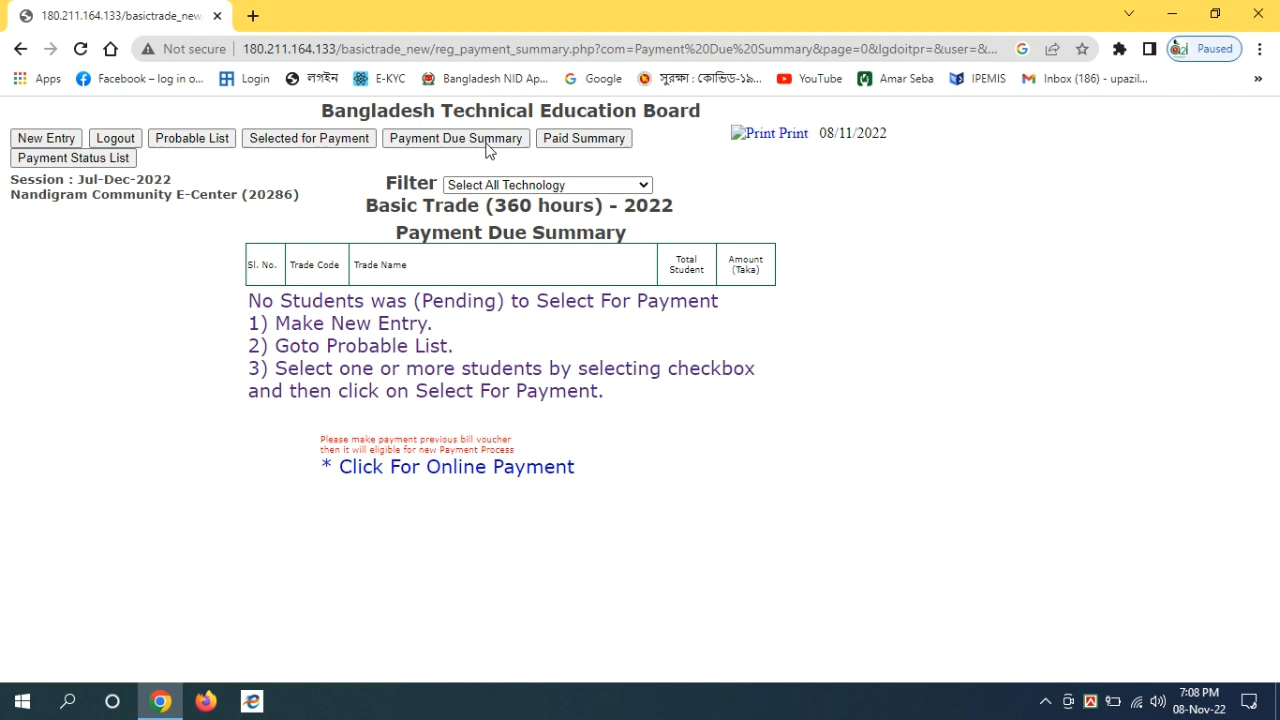 180.211.164.133/basictrade_new
Not secure
180.211.164.133/basictrade_new/reg_payment_summary.php?com=Payment%20Due%20Summary&page=0&lgdoitpr=&user=&...
Paused
Apps
Facebook – log in o...
Login
লগইন
E-KYC
Bangladesh NID Ap...
Google
সুরক্ষা : কোভিড-১৯...
YouTube
Amar Seba
IPEMIS
Inbox (186) - upazil...
»
Bangladesh Technical Education Board
New Entry Logout Probable List Selected for Payment Payment Due Summary Paid Summary
Print Print 08/11/2022
Payment Status List
Session : Jul-Dec-2022
Nandigram Community E-Center (20286)
Filter Select All Technology
Basic Trade (360 hours) - 2022
Payment Due Summary
Sl. No. Trade Code Trade Name Total Student Amount (Taka)
No Students was (Pending) to Select For Payment
1) Make New Entry.
2) Goto Probable List.
3) Select one or more students by selecting checkbox
and then click on Select For Payment.
Please make payment previous bill voucher
then it will eligible for new Payment Process
* Click For Online Payment
7:08 PM
08-Nov-22